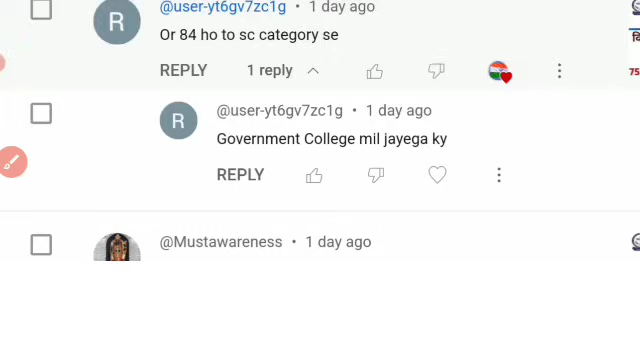 @user-yt6gv7zc1g • 1 day ago
Or 84 ho to sc category se
REPLY 1 reply
R
@user-yt6gv7zc1g • 1 day ago
R
Government College mil jayega ky
REPLY
@Mustawareness • 1 day ago
75